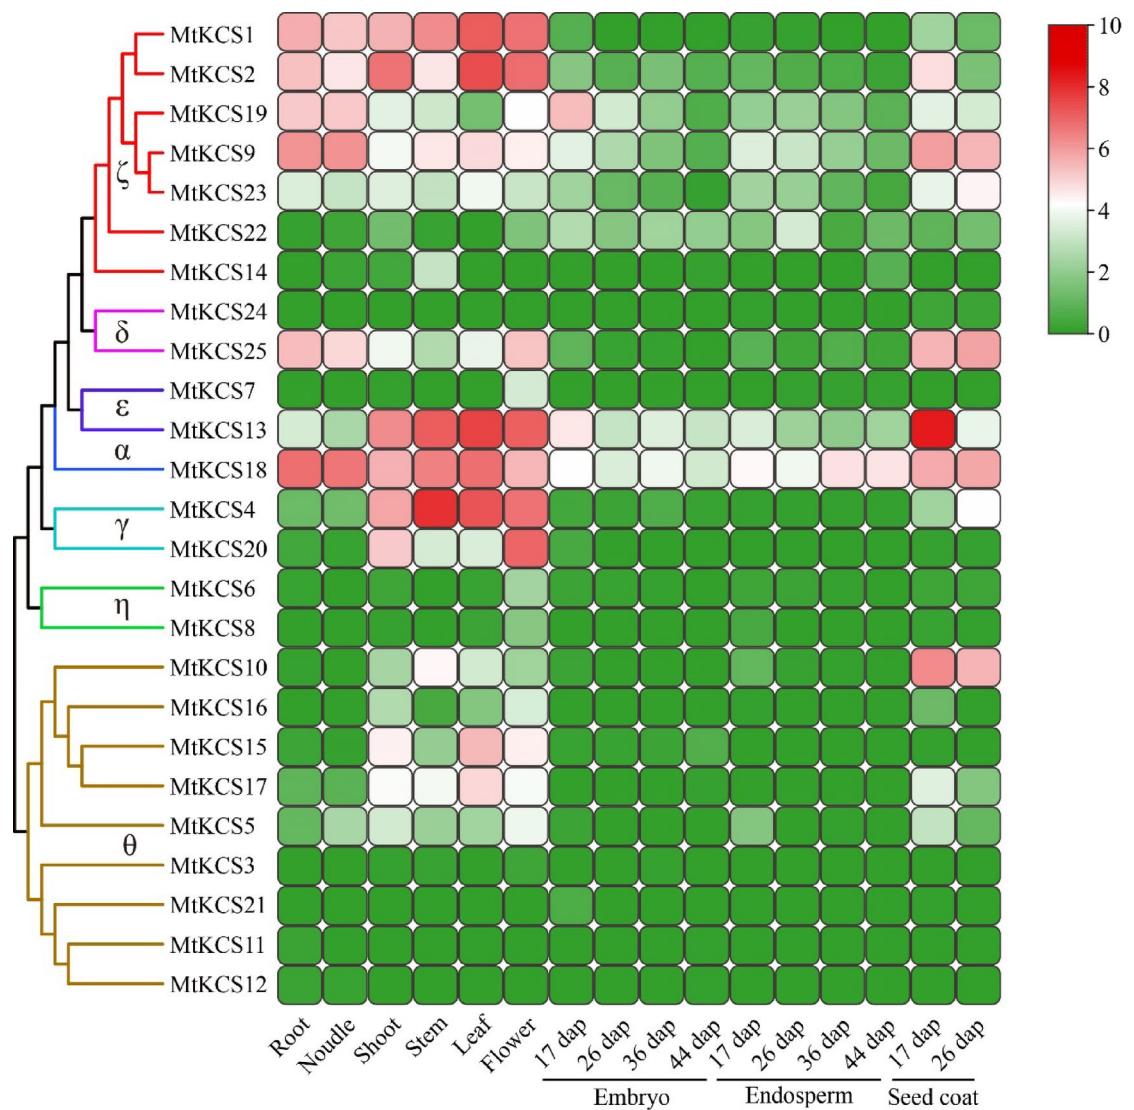 MtKCS1
MtKCS2
MtKCS19
MtKCS9
MtKCS23
MtKCS22
MtKCS14
MtKCS24
MtKCS25
MtKCS7
MtKCS13
MtKCS18
MtKCS4
MtKCS20
MtKCS6
MtKCS8
MtKCS10
MtKCS16
MtKCS15
MtKCS17
MtKCS5
MtKCS3
MtKCS21
MtKCS11
MtKCS12
ζ
δ
ε
α
γ
η
θ
10
8
6
4
2
0
Root
Noudle
Shoot
Stem
Leaf
Flower
17 dap
26 dap
36 dap
44 dap
17 dap
26 dap
36 dap
44 dap
17 dap
26 dap
Embryo
Endosperm
Seed coat